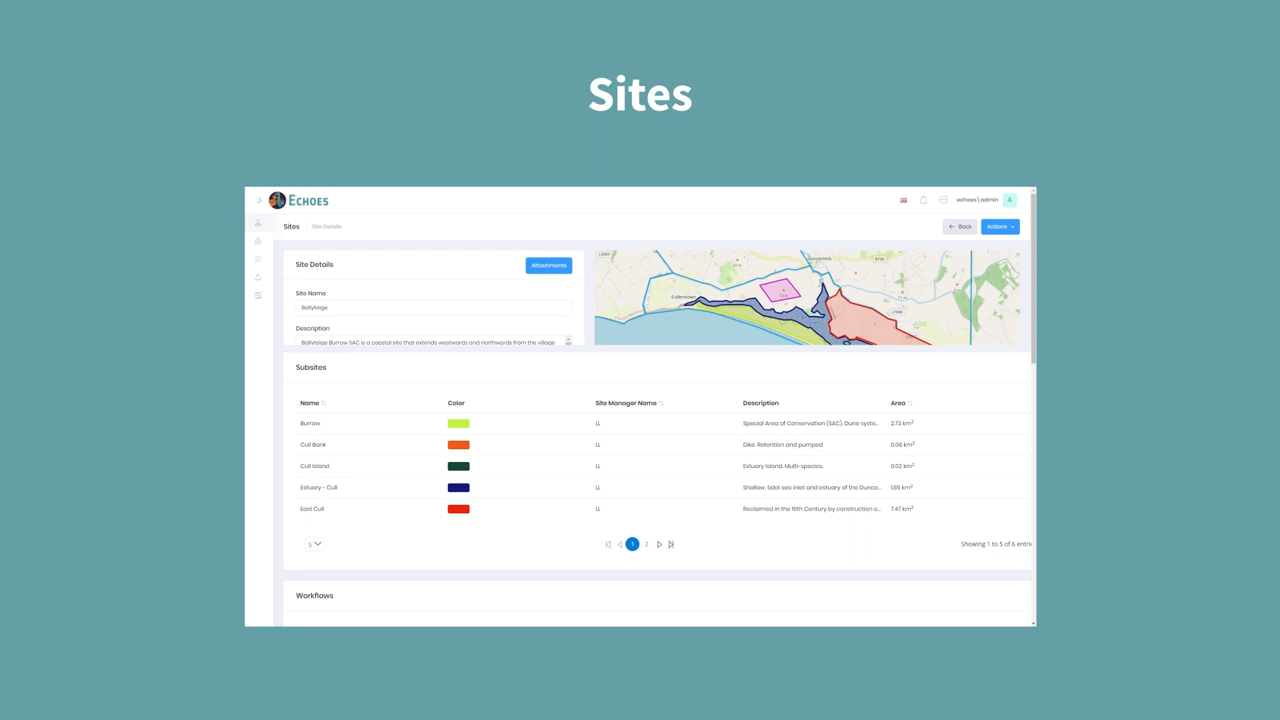 Sites
ECHOES
echoes\admin
A
Sites
Site Details
Back
Actions
Site Details
Attachments
Site Name
Ballyteige
Description
Ballyteige Burrow SAC is a coastal site that extends westwards and northwards from the village
Duncormick
Cullenstown
Subsites
Name
Color
Site Manager Name
Description
Area
Burrow
LL
Special Area of Conservation (SAC). Dune syste...
2.73 km²
Cull Bank
LL
Dike. Retention and pumped
0.06 km²
Cull Island
LL
Estuary Island. Multi-species.
0.02 km²
Estuary - Cull
LL
Shallow, tidal sea inlet and estuary of the Dunco...
1.85 km²
East Cull
LL
Reclaimed in the 19th Century by construction a...
7.47 km²
5
1
2
Showing 1 to 5 of 6 entrie
Workflows